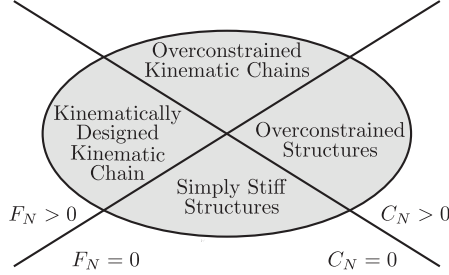 Overconstrained
Kinematic Chains
Kinematically
Designed
Kinematic
Chain
Overconstrained
Structures
Simply Stiff
Structures
F_N > 0
C_N > 0
F_N = 0
C_N = 0